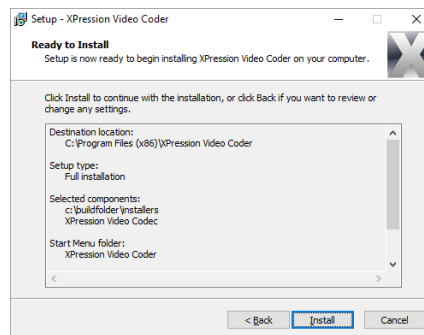 Setup - XPression Video Coder
Ready to Install
Setup is now ready to begin installing XPression Video Coder on your computer.
Click Install to continue with the installation, or click Back if you want to review or
change any settings.
Destination location:
C:\Program Files (x86)\XPression Video Coder
Setup type:
Full installation
Selected components:
c:\buildfolder\installers
XPression Video Codec
Start Menu folder:
XPression Video Coder
< Back
Install
Cancel